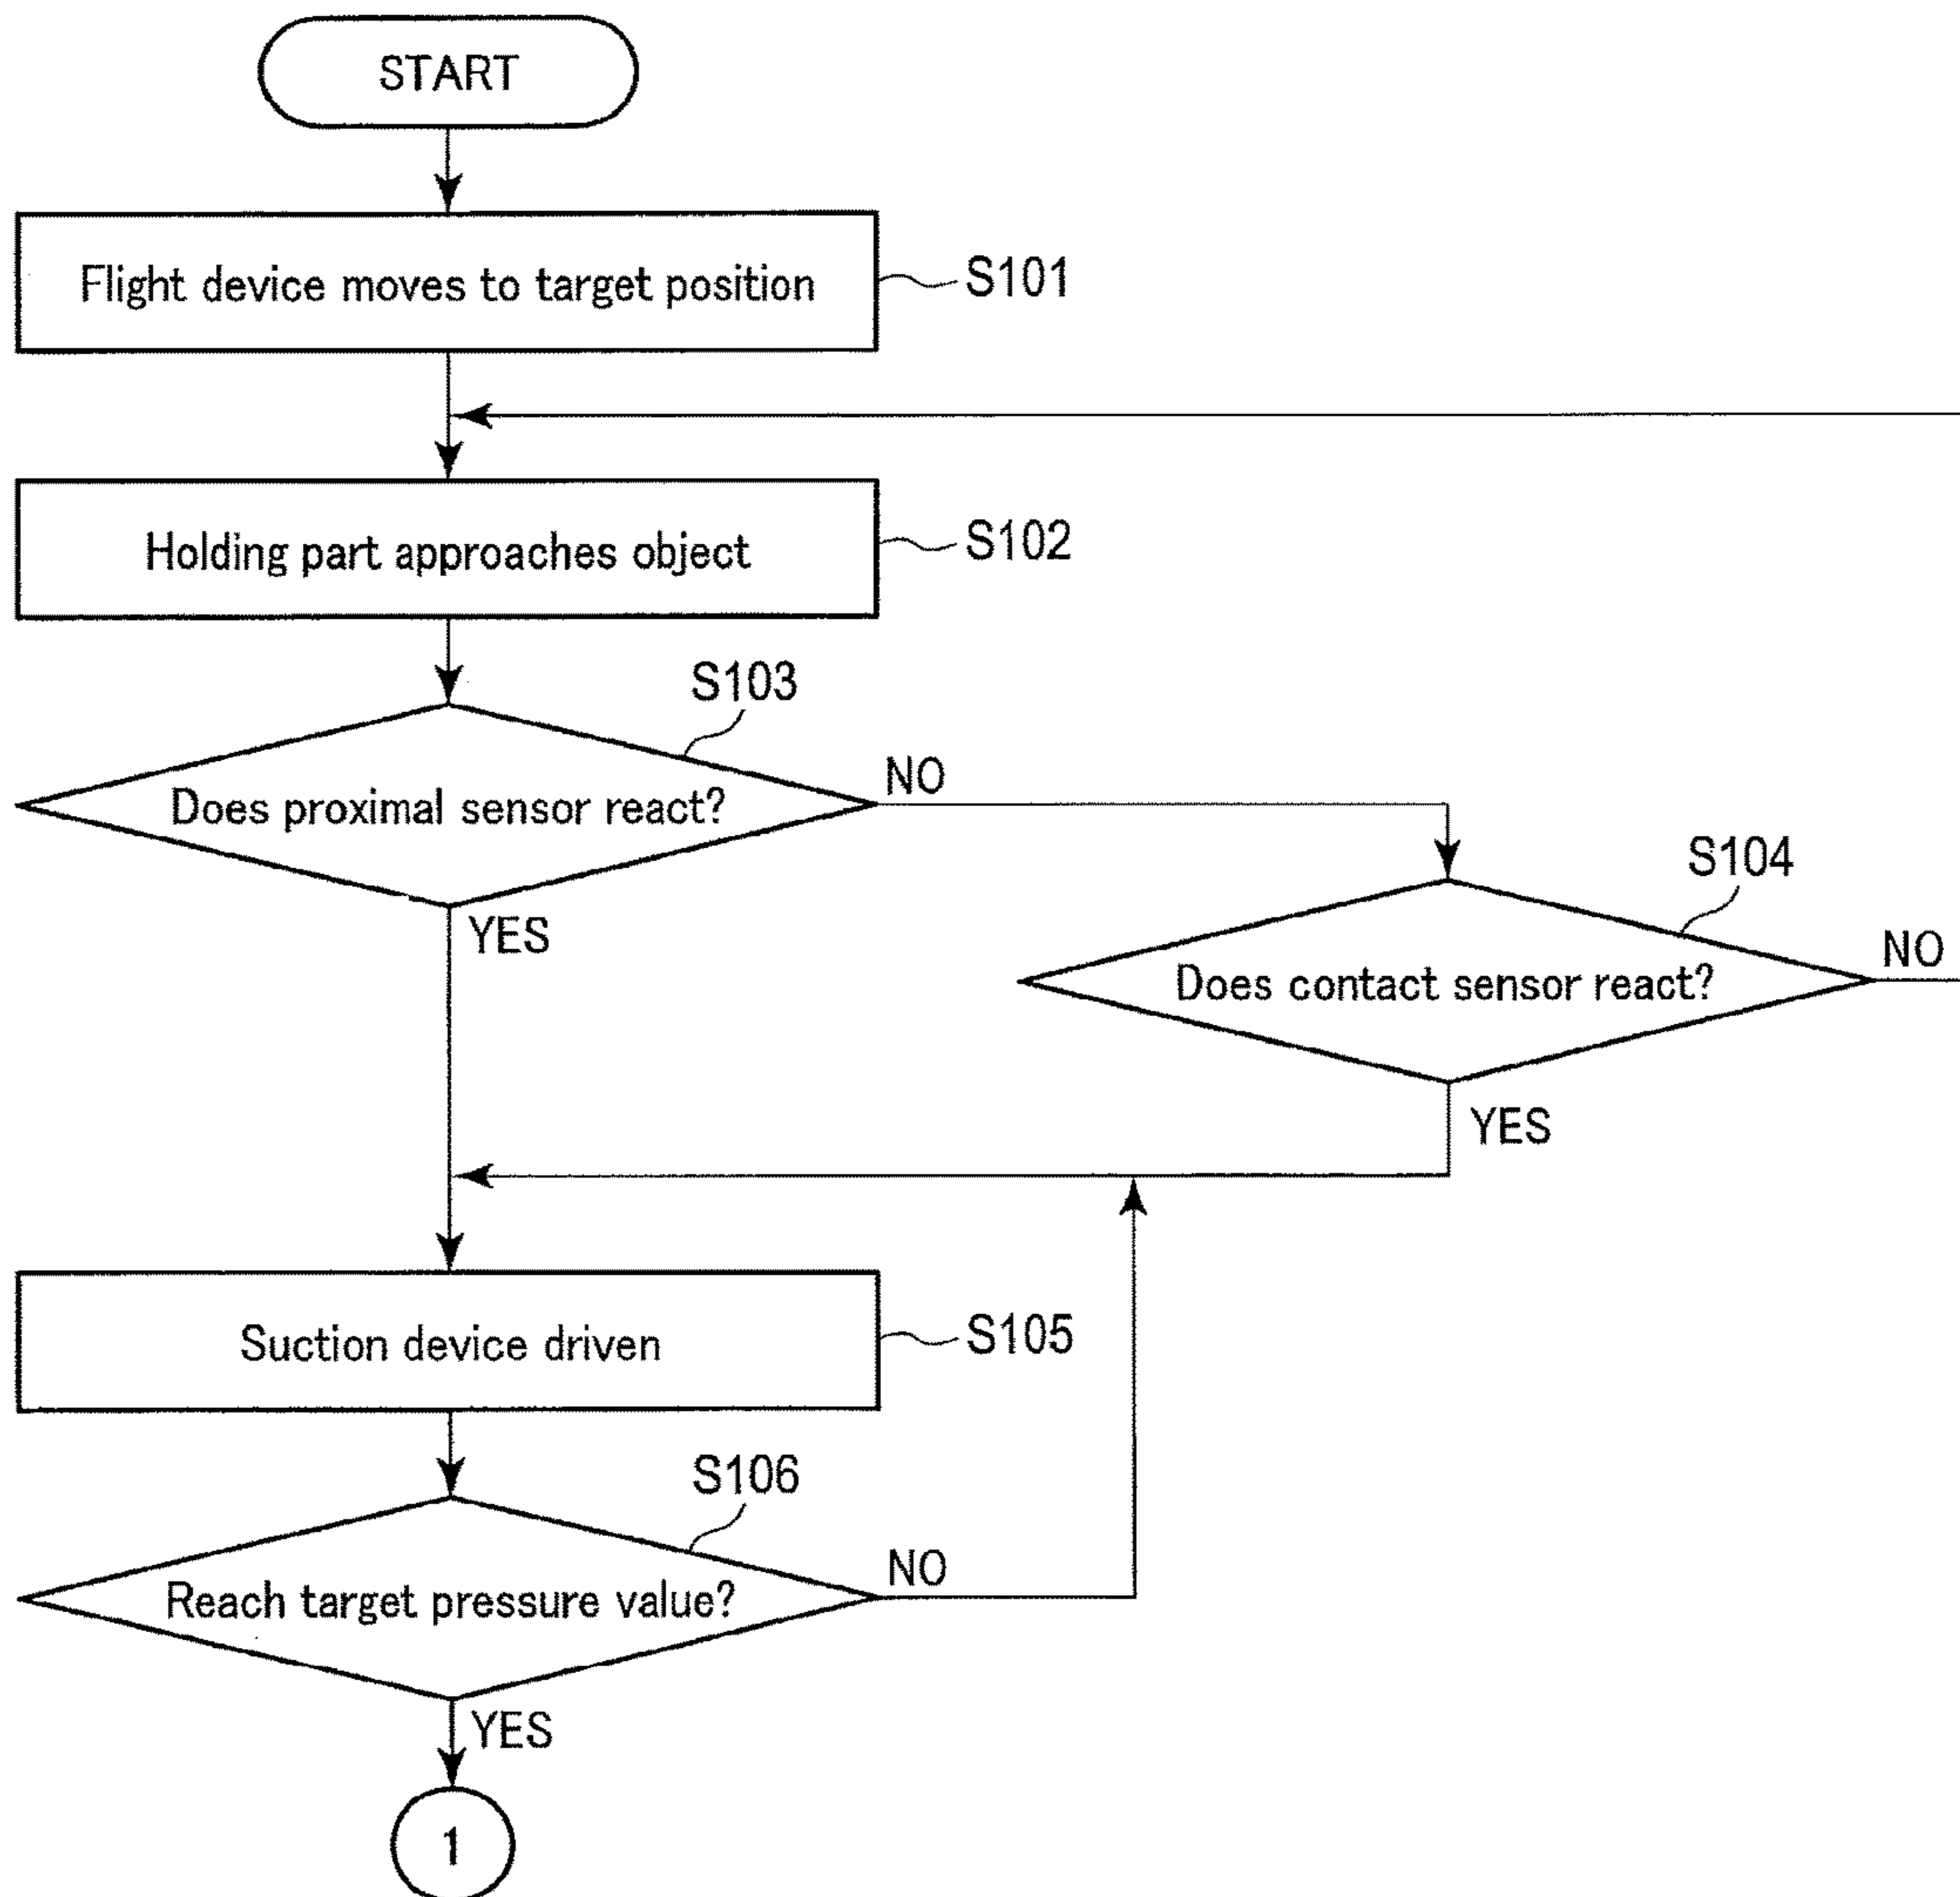 START
Flight device moves to target position
S101
Holding part approaches object
S102
S103
Does proximal sensor react?
NO
YES
S104
Does contact sensor react?
NO
YES
Suction device driven
S105
S106
Reach target pressure value?
NO
YES
1